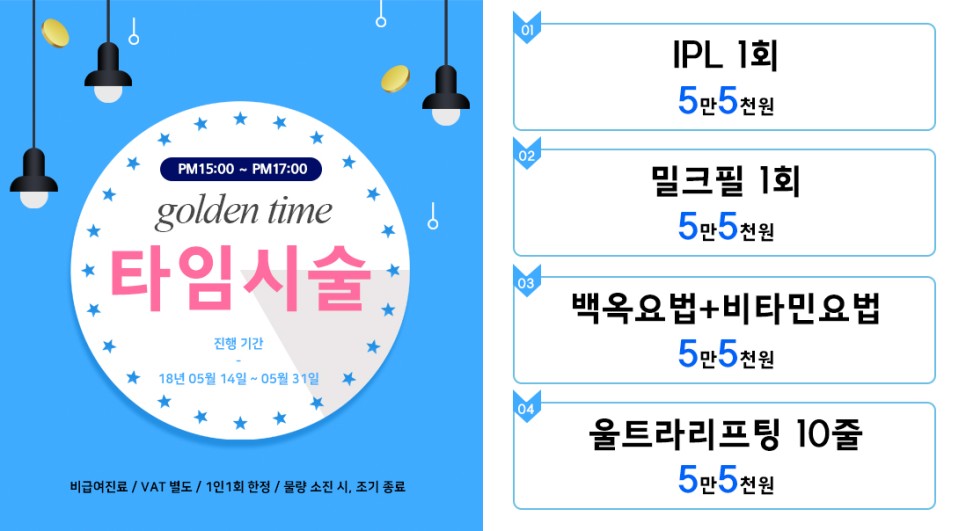 PM15:00 ~ PM17:00
golden time
타임시술
진행 기간
-
18년 05월 14일 ~ 05월 31일
비급여진료 / VAT 별도 / 1인1회 한정 / 물량 소진 시, 조기 종료
01
IPL 1회
5만5천원
02
밀크필 1회
5만5천원
03
백옥요법+비타민요법
5만5천원
04
울트라리프팅 10줄
5만5천원